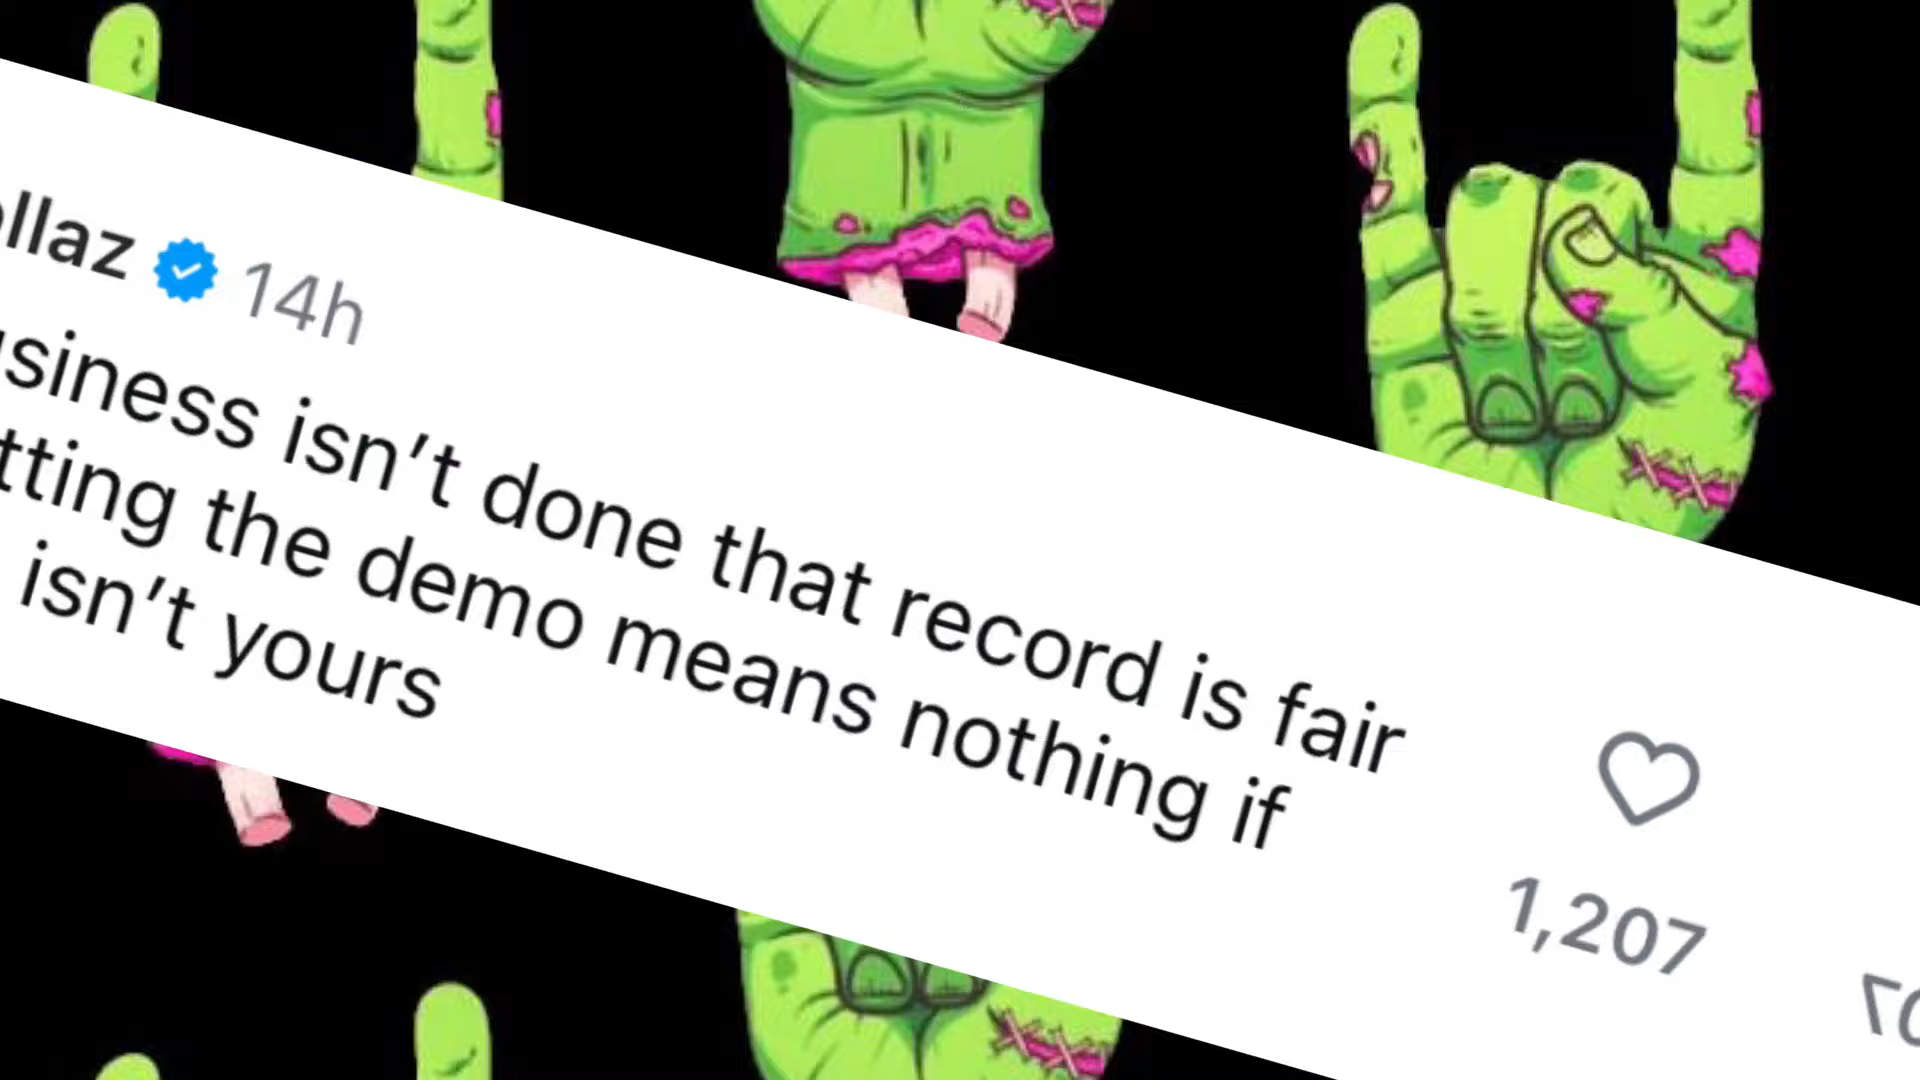 llaz 14h
siness isn’t done that record is fair
tting the demo means nothing if
isn’t yours
1,207